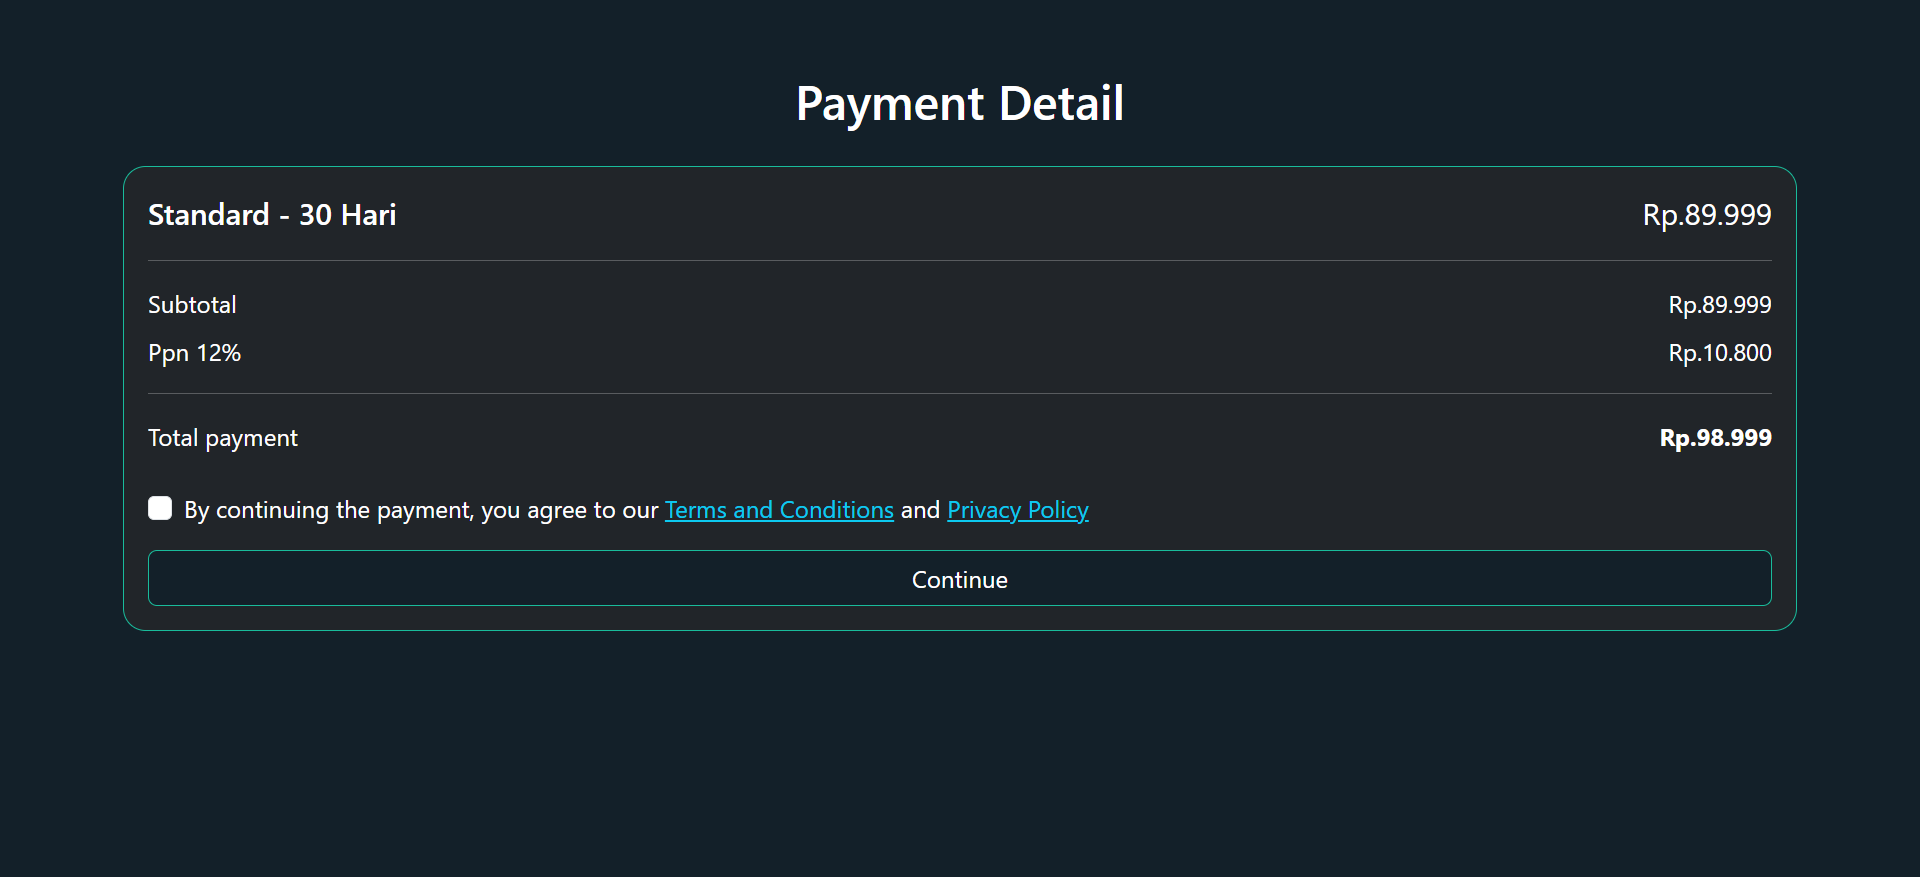 Payment Detail
Standard - 30 Hari Rp.89.999
Subtotal Rp.89.999
Ppn 12% Rp.10.800
Total payment Rp.98.999
By continuing the payment, you agree to our Terms and Conditions and Privacy Policy
Continue